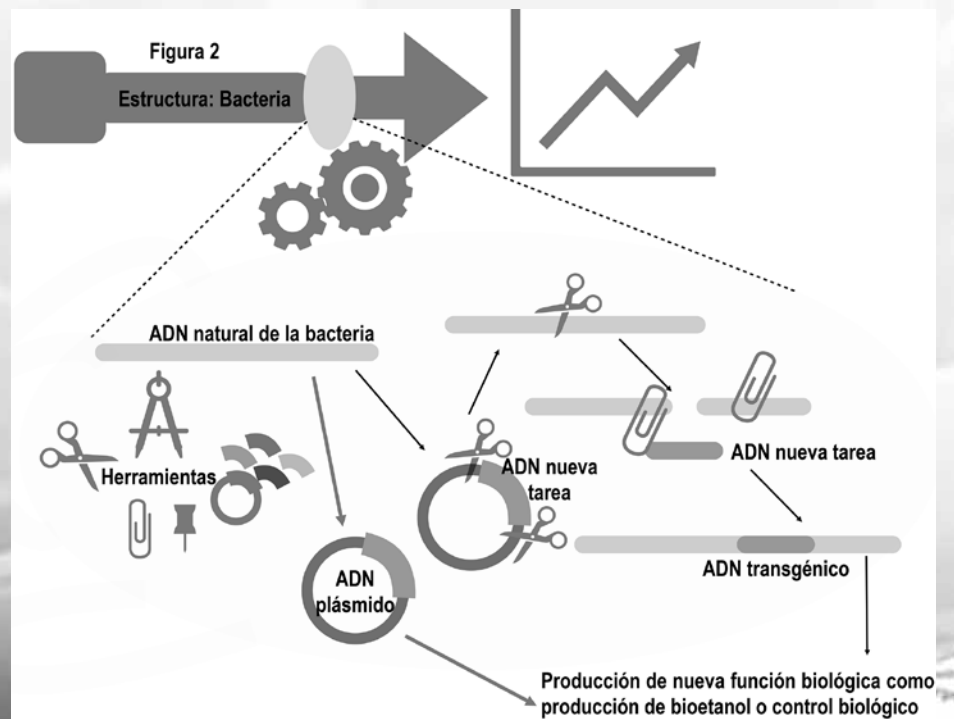 Figura 2
Estructura: Bacteria
ADN natural de la bacteria
Herramientas
ADN nueva
tarea
ADN nueva tarea
ADN
plásmido
ADN transgénico
Producción de nueva función biológica como
producción de bioetanol o control biológico